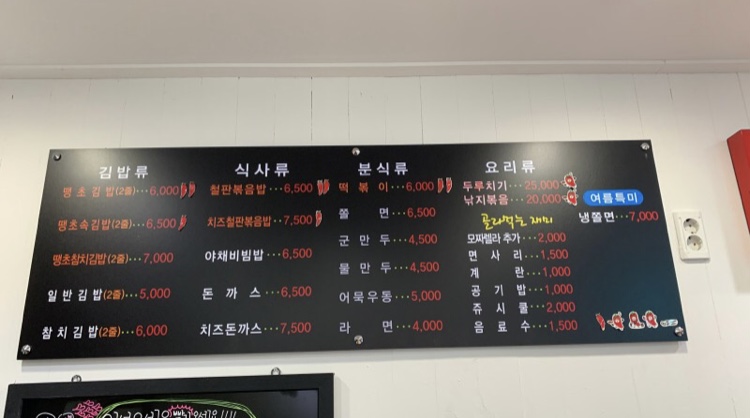 김밥류
맹초김밥(2줄)···6,000
맹초속김밥(2줄)···6,500
맹초참치김밥(2줄)···7,000
일반김밥(2줄)···5,000
참치김밥(2줄)···6,000
식사류
철판볶음밥···6,500
치즈철판볶음밥···7,500
야채비빔밥···6,500
돈까스···6,500
치즈돈까스···7,500
분식류
떡볶이···6,000
쫄면···6,500
군만두···4,500
물만두···4,500
어묵우동···5,000
라면···4,000
요리류
두루치기···25,000
낚지볶음···20,000
골라먹는 재미
모짜렐라 추가···2,000
면사리···1,500
계란···1,000
공기밥···1,000
쥬시쿨···2,000
음료수···1,500
여름특미
냉쫄면···7,000